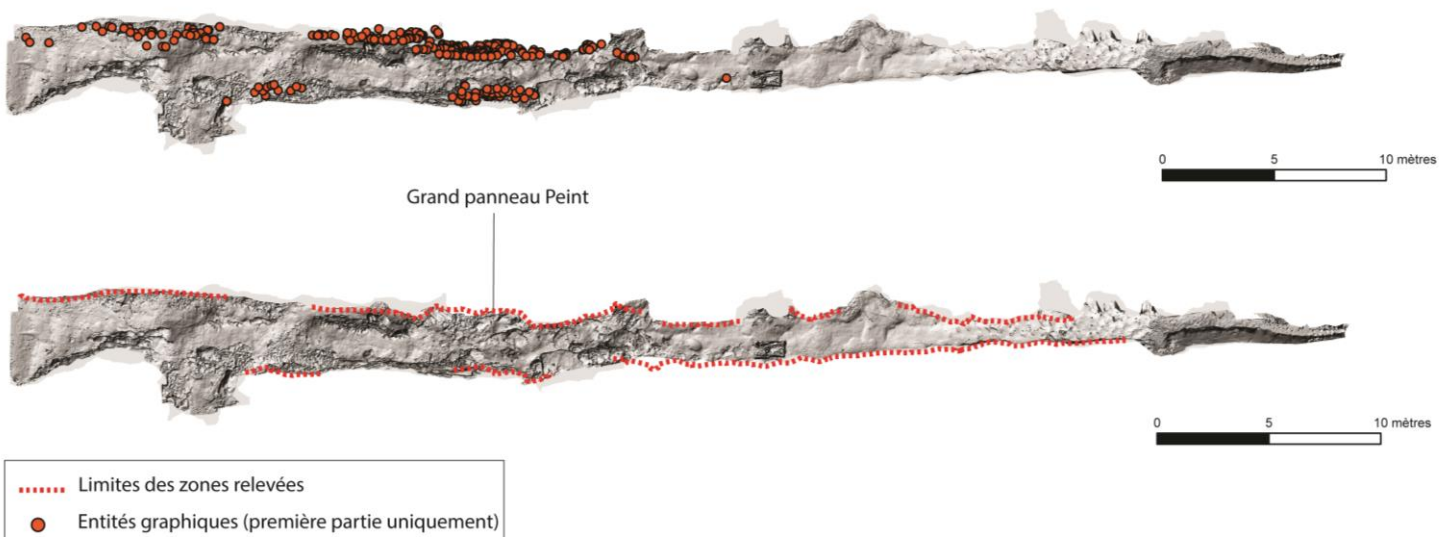 0 5 10 mètres
Grand panneau Peint
0 5 10 mètres
Limites des zones relevées
Entités graphiques (première partie uniquement)